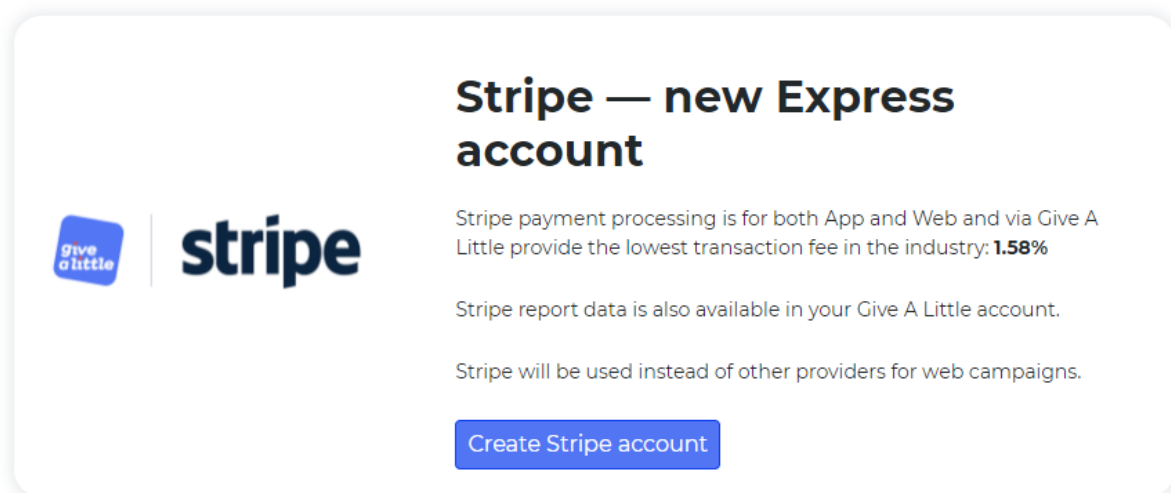 Stripe — new Express
account
Stripe payment processing is for both App and Web and via Give A
Little provide the lowest transaction fee in the industry: 1.58%
give
a little
stripe
Stripe report data is also available in your Give A Little account.
Stripe will be used instead of other providers for web campaigns.
Create Stripe account